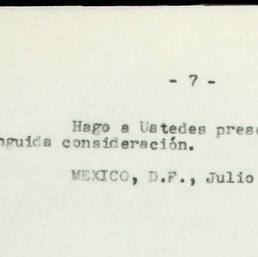 - 7 -
Hago a Ustedes prese
nguida consideración.
MEXICO, D.F., Julio